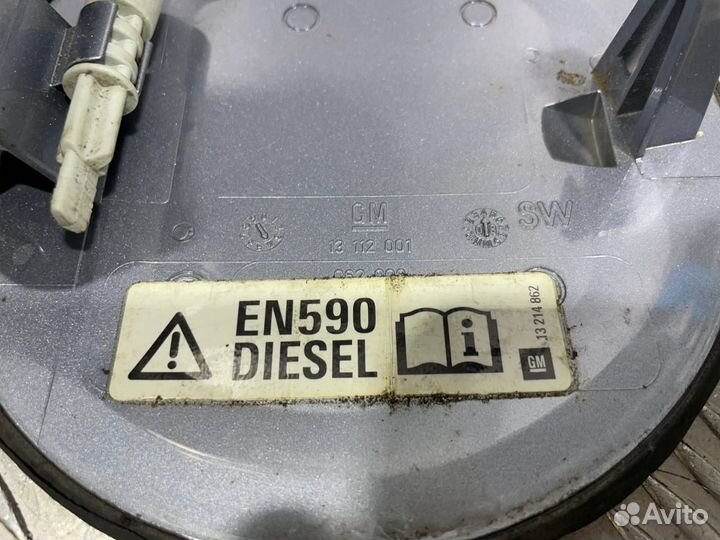 GM
SW
13 112 001
EN590
DIESEL
i
GM
13 214 862
Avito